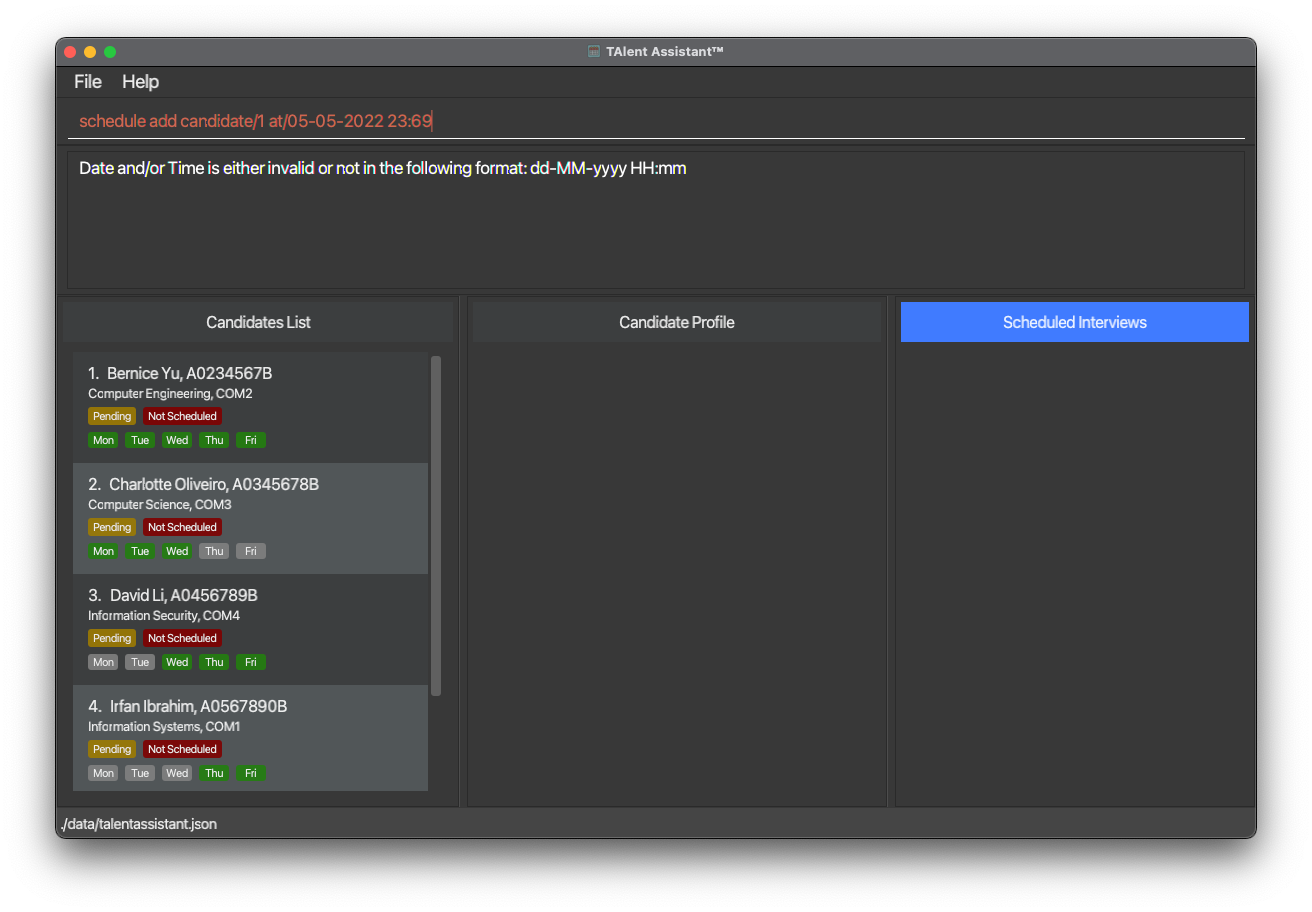 TAlent Assistant™
File Help
schedule add candidate/1 at/05-05-2022 23:69
Date and/or Time is either invalid or not in the following format: dd-MM-yyyy HH:mm
Candidates List
Candidate Profile
Scheduled Interviews
1. Bernice Yu, A0234567B
Computer Engineering, COM2
Pending Not Scheduled
Mon Tue Wed Thu Fri
2. Charlotte Oliveiro, A0345678B
Computer Science, COM3
Pending Not Scheduled
Mon Tue Wed Thu Fri
3. David Li, A0456789B
Information Security, COM4
Pending Not Scheduled
Mon Tue Wed Thu Fri
4. Irfan Ibrahim, A0567890B
Information Systems, COM1
Pending Not Scheduled
Mon Tue Wed Thu Fri
./data/talentassistant.json